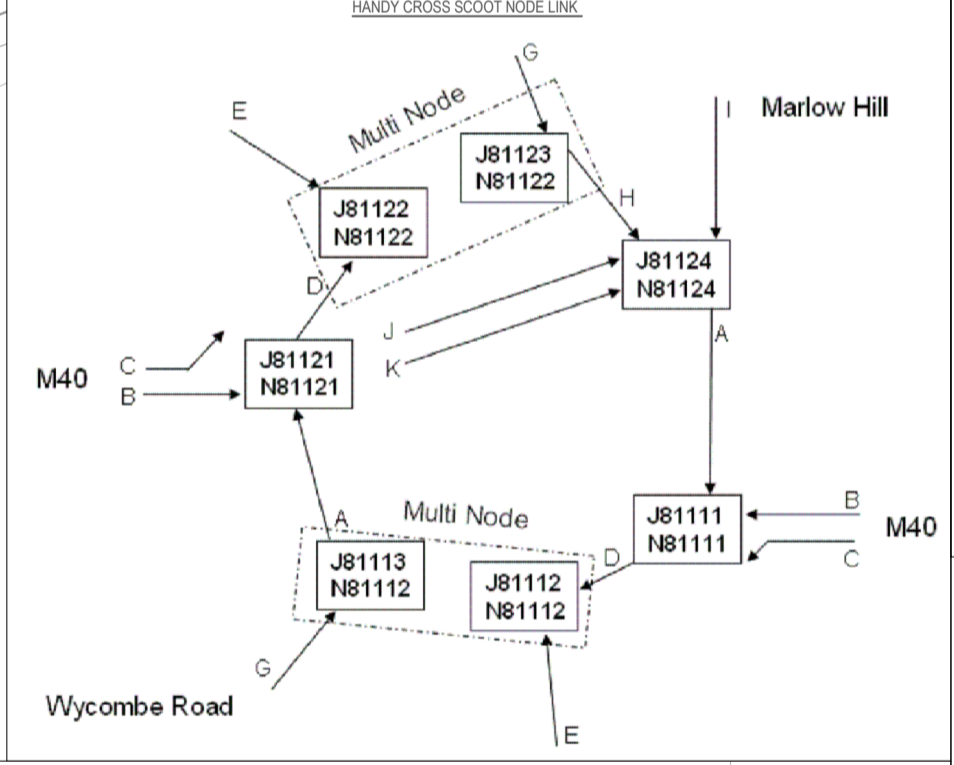 HANDY CROSS SCOOT NODE LINK
G
E
Multi Node
I
Marlow Hill
J81123
N81122
J81122
N81122
H
J81124
N81124
D
J
K
A
M40
C
B
J81121
N81121
A
Multi Node
J81111
N81111
B
C
M40
D
J81113
N81112
J81112
N81112
G
Wycombe Road
E